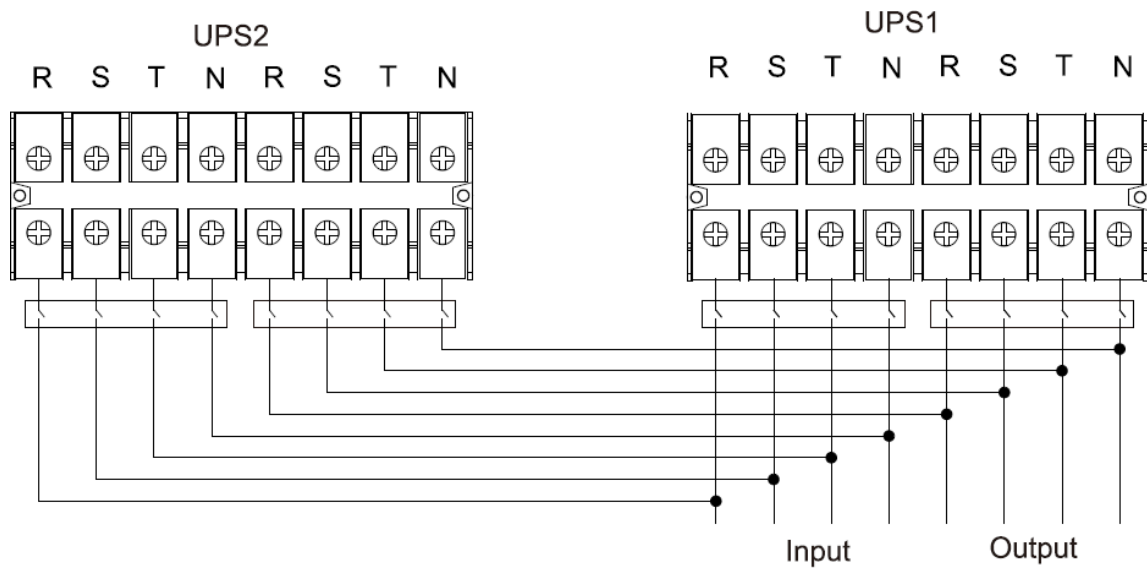 UPS2
R S T N R S T N
UPS1
R S T N R S T N
Input
Output